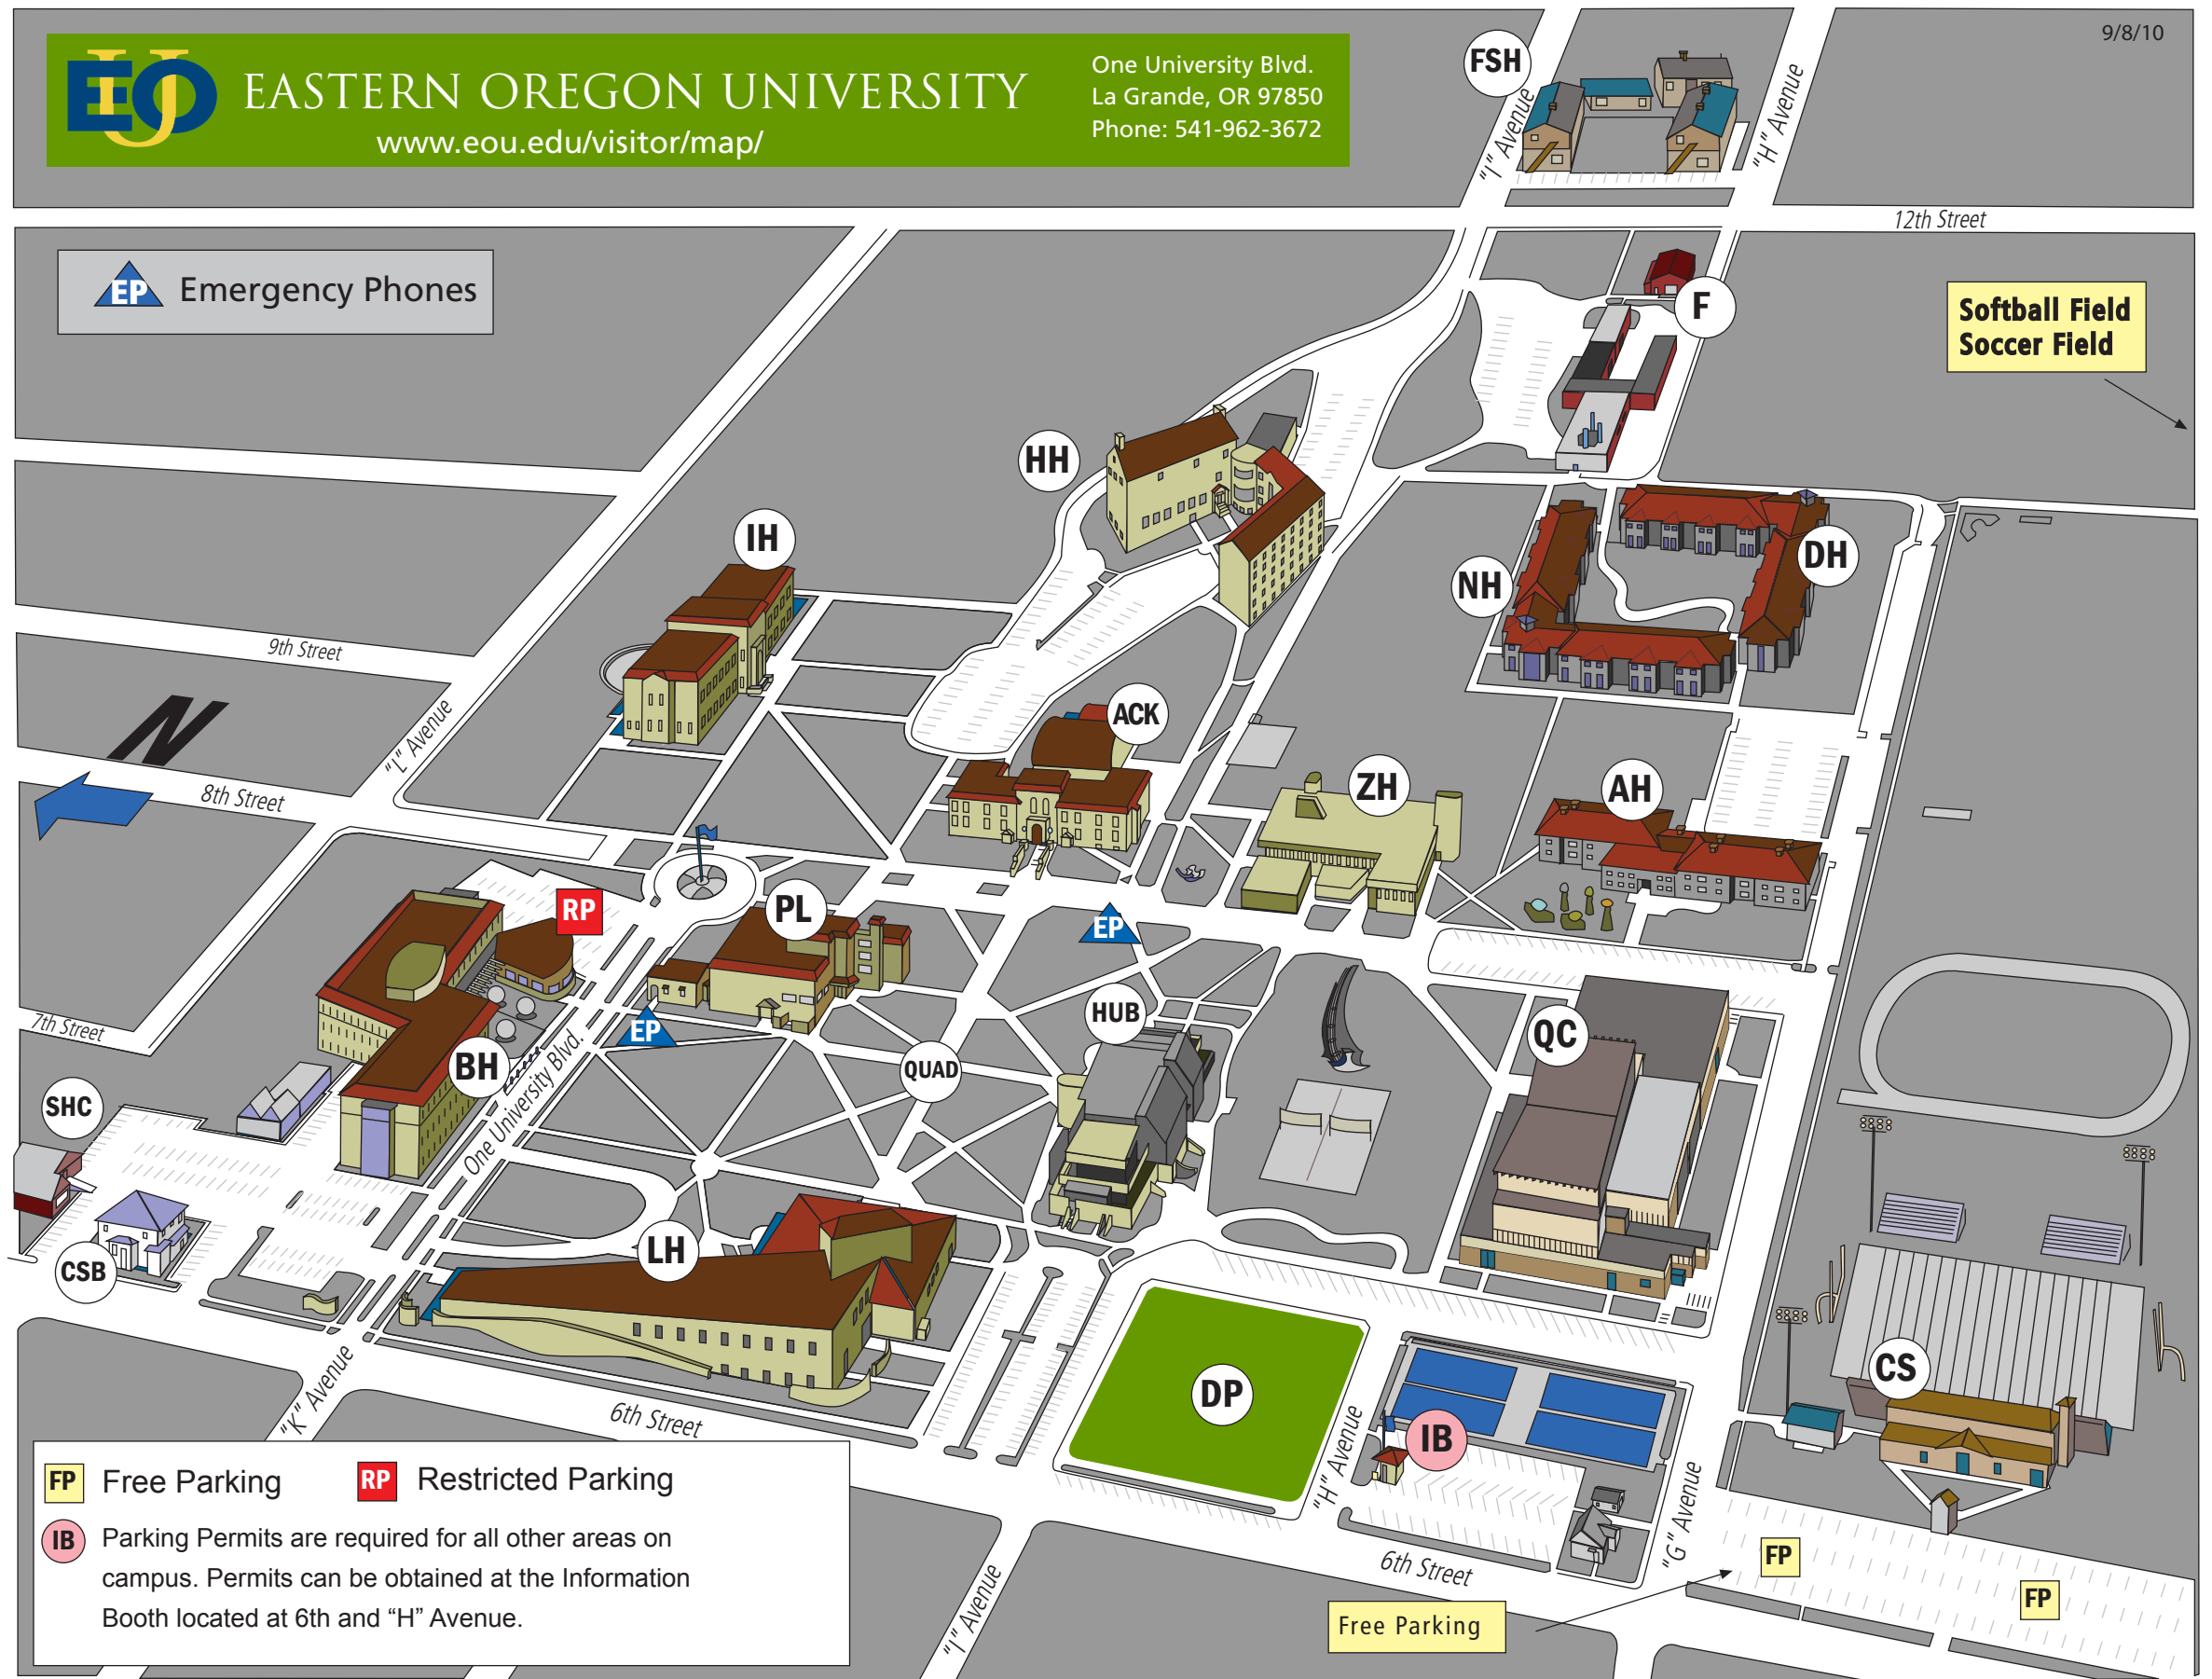 9/8/10
EOU
EASTERN OREGON UNIVERSITY
www.eou.edu/visitor/map/
One University Blvd.
La Grande, OR 97850
Phone: 541-962-3672
FSH
"I" Avenue
"H" Avenue
12th Street
EP Emergency Phones
F
Softball Field
Soccer Field
HH
IH
DH
NH
9th Street
N
"L" Avenue
ACK
ZH
AH
8th Street
RP
PL
EP
7th Street
EP
HUB
QC
BH
QUAD
One University Blvd.
SHC
LH
CSB
CS
DP
"K" Avenue
6th Street
"H" Avenue
IB
"G" Avenue
FP Free Parking
RP Restricted Parking
IB Parking Permits are required for all other areas on
campus. Permits can be obtained at the Information
Booth located at 6th and “H” Avenue.
"I" Avenue
6th Street
FP
FP
Free Parking